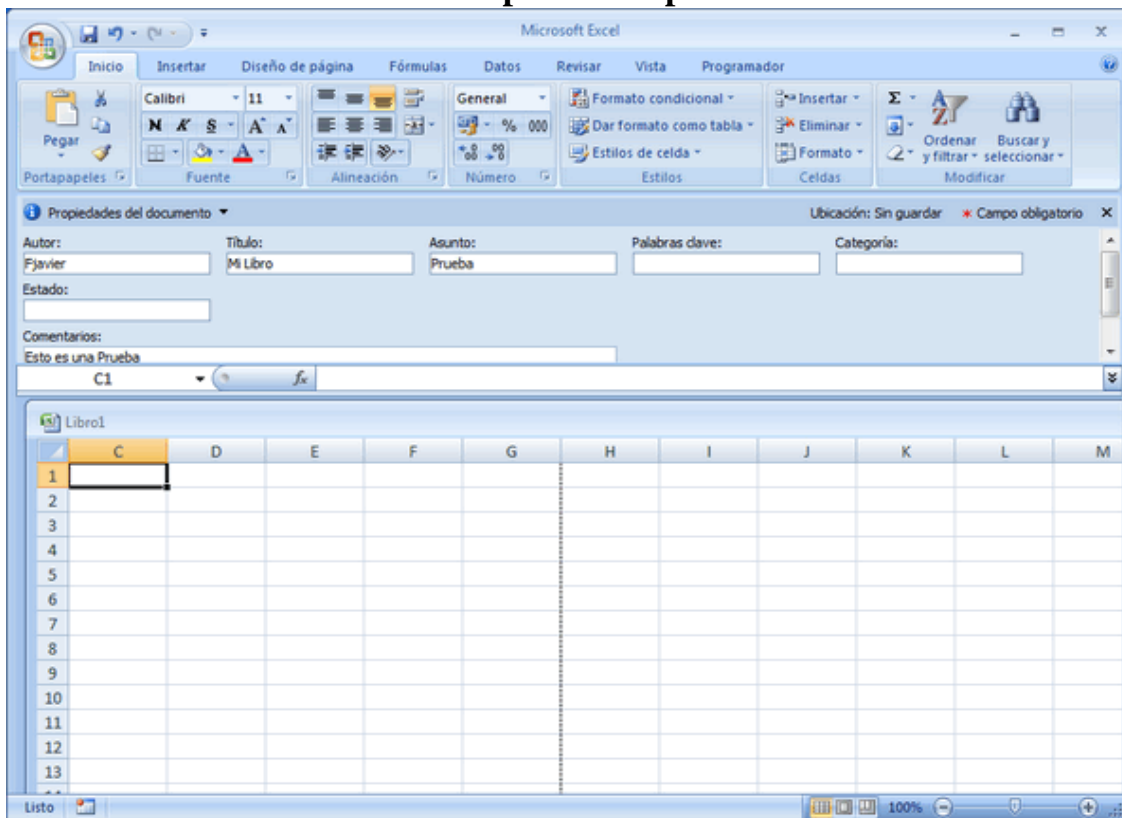 Microsoft Excel
Inicio Insertar Diseño de página Fórmulas Datos Revisar Vista Programador
Calibri 11 General Formato condicional Insertar Σ
N K S A A % 000 Dar formato como tabla Eliminar
Pegar Ordenar y filtrar Buscar y seleccionar
A Estilos de celda Formato
Portapapeles Fuente Alineación Número Estilos Celdas Modificar
Propiedades del documento Ubicación: Sin guardar * Campo obligatorio X
Autor: Título: Asunto: Palabras clave: Categoría:
Fjavier Mi Libro Prueba
Estado:
Comentarios:
Esto es una Prueba
C1 fx
Libro1
C D E F G H I J K L M
1
2
3
4
5
6
7
8
9
10
11
12
13
Listo 100%